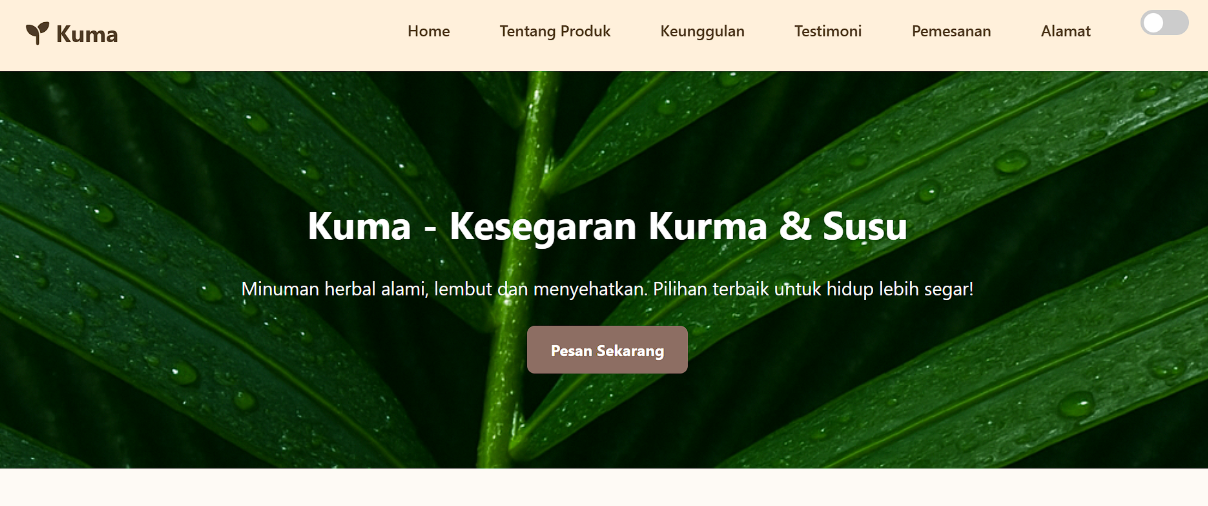 Kuma
Home Tentang Produk Keunggulan Testimoni Pemesanan Alamat
Kuma - Kesegaran Kurma & Susu
Minuman herbal alami, lembut dan menyehatkan. Pilihan terbaik untuk hidup lebih segar!
Pesan Sekarang